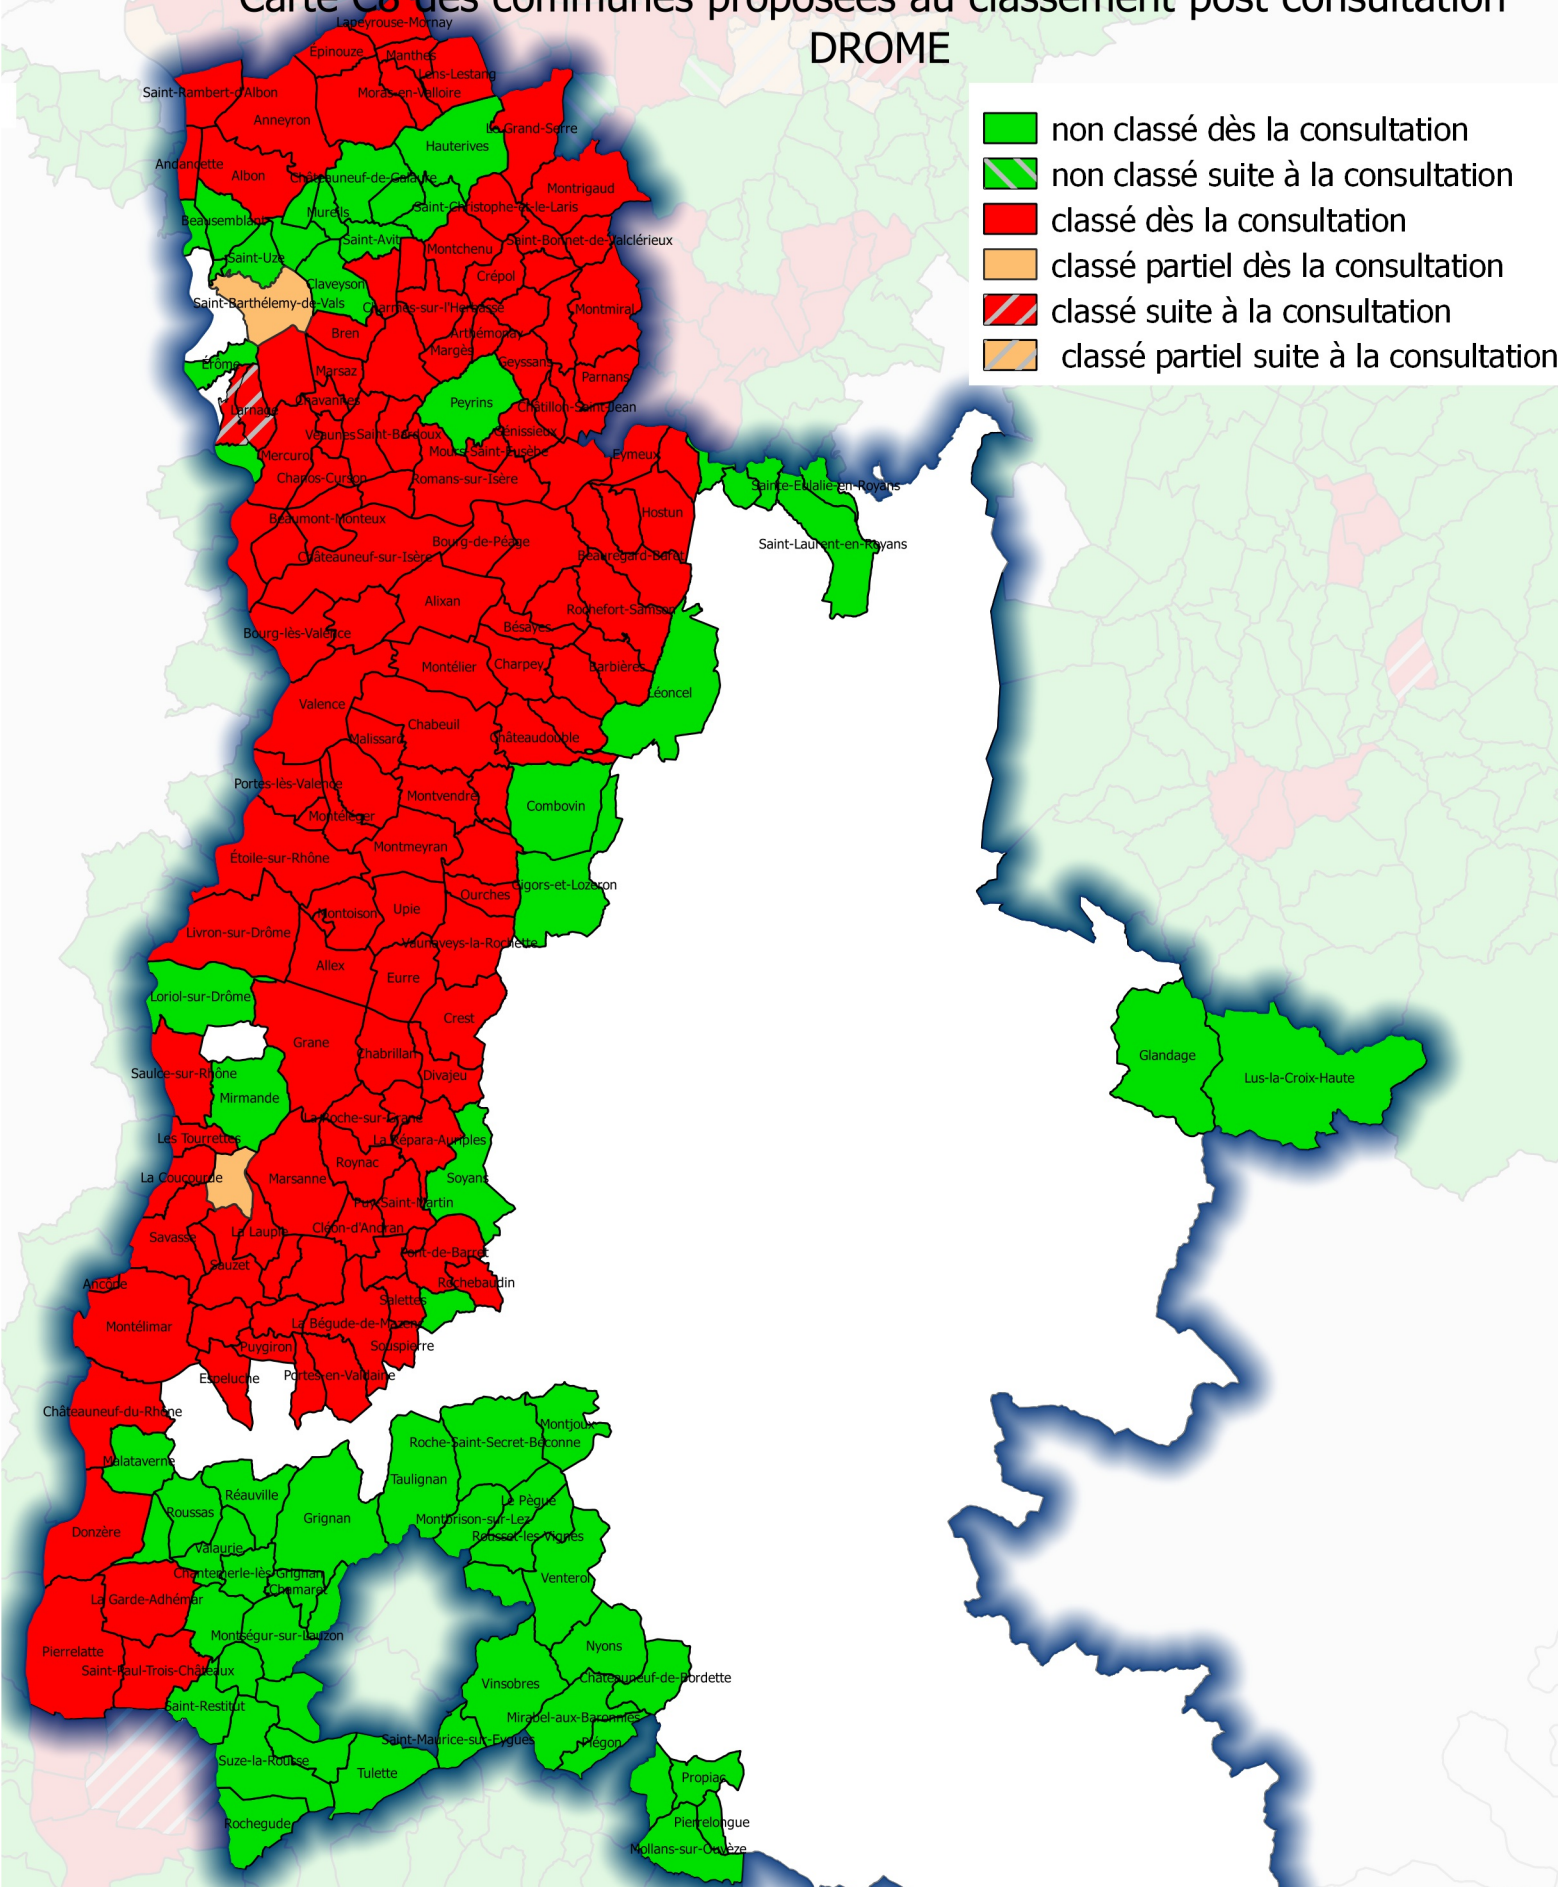 Carte C3 des communes proposées au classement post consultation
DROME
non classé dès la consultation
non classé suite à la consultation
classé dès la consultation
classé partiel dès la consultation
classé suite à la consultation
classé partiel suite à la consultation
Lapeyrouse-Mornay
Epinouze
Manthes
Lens-Lestang
Saint-Rambert-d'Albon
Moras-en-Valloire
Anneyron
Le Grand-Serre
Hauterives
Andancette
Albon
Châteauneuf-de-Galaure
Montrigaud
Saint-Christophe-et-le-Laris
Mureils
Beausemblant
Saint-Avit
Saint-Bonnet-de-Valclérieux
Montchenu
Saint-Uze
Crépol
Claveyson
Saint-Barthélemy-de-Vals
Charmes-sur-l'Herbasse
Montmiral
Bren
Arthémonay
Margès
Geyssans
Érôme
Marsaz
Parnans
Chavannes
Peyrins
Châtillon-Saint-Jean
Larnage
Génissieux
Veaunes
Saint-Bardoux
Mours-Saint-Eusèbe
Mercurol
Eymeux
Chanos-Curson
Romans-sur-Isère
Sainte-Eulalie-en-Royans
Hostun
Beaumont-Monteux
Bourg-de-Péage
Saint-Laurent-en-Royans
Châteauneuf-sur-Isère
Beauregard-Baret
Alixan
Rochefort-Samson
Bésayes
Bourg-lès-Valence
Montélier
Charpey
Barbières
Léoncel
Valence
Chabeuil
Malissard
Châteaudouble
Portes-lès-Valence
Montvendre
Combovin
Montéléger
Montmeyran
Étoile-sur-Rhône
Gigors-et-Lozeron
Ourches
Upie
Montoison
Livron-sur-Drôme
Vaunaveys-la-Rochette
Allex
Eurre
Loriol-sur-Drôme
Crest
Grane
Chabrillan
Glandage
Saulce-sur-Rhône
Divajeu
Lus-la-Croix-Haute
Mirmande
La Roche-sur-Grane
Les Tourrettes
La Répara-Auriples
Roynac
La Coucourde
Marsanne
Soyans
Puy-Saint-Martin
Cléon-d'Andran
La Laupie
Savasse
Pont-de-Barret
Sauzet
Ancône
Rochebaudin
Salettes
Montélimar
La Bégude-de-Mazenc
Puygiron
Souspierre
Espeluche
Portes-en-Valdaine
Châteauneuf-du-Rhône
Montjoux
Roche-Saint-Secret-Béconne
Malataverne
Taulignan
Réauville
Le Pègue
Roussas
Grignan
Montbrison-sur-Lez
Donzère
Rousset-les-Vignes
Valaurie
Chantemerle-lès-Grignan
Venterol
Chamaret
La Garde-Adhémar
Montségur-sur-Lauzon
Nyons
Pierrelatte
Saint-Paul-Trois-Châteaux
Châteauneuf-de-Bordette
Vinsobres
Saint-Restitut
Mirabel-aux-Baronnies
Saint-Maurice-sur-Eygues
Piégon
Suze-la-Rousse
Tulette
Propiac
Rochegude
Pierrelongue
Mollans-sur-Ouvèze